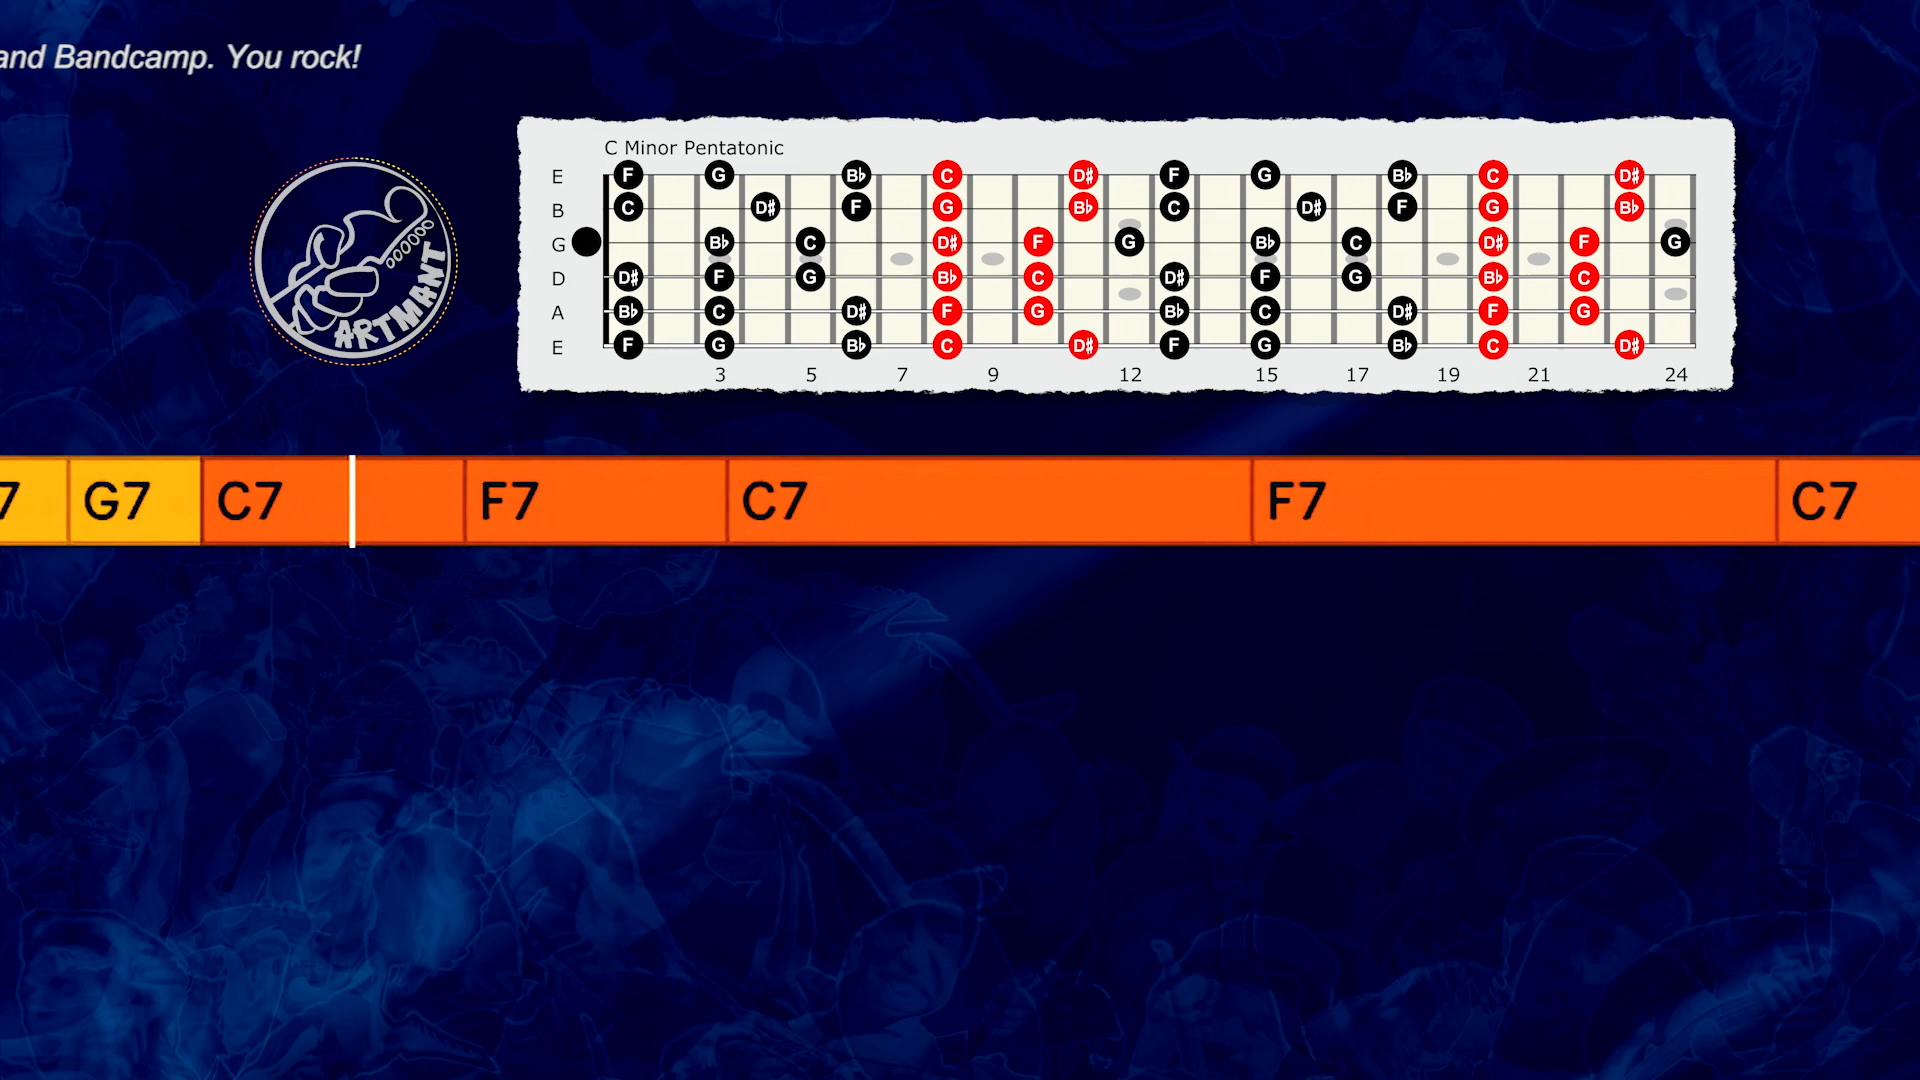 and Bandcamp. You rock!
C Minor Pentatonic
E F G B♭ C D♯ F G B♭ C D♯
B C D♯ F G B♭ C D♯ F G B♭
G B♭ C D♯ F G B♭ C D♯ F G
D D♯ F G B♭ C D♯ F G B♭ C
A B♭ C D♯ F G B♭ C D♯ F G
E F G B♭ C D♯ F G B♭ C D♯
3 5 7 9 12 15 17 19 21 24
ARTMANT
7 G7 C7 F7 C7 F7 C7